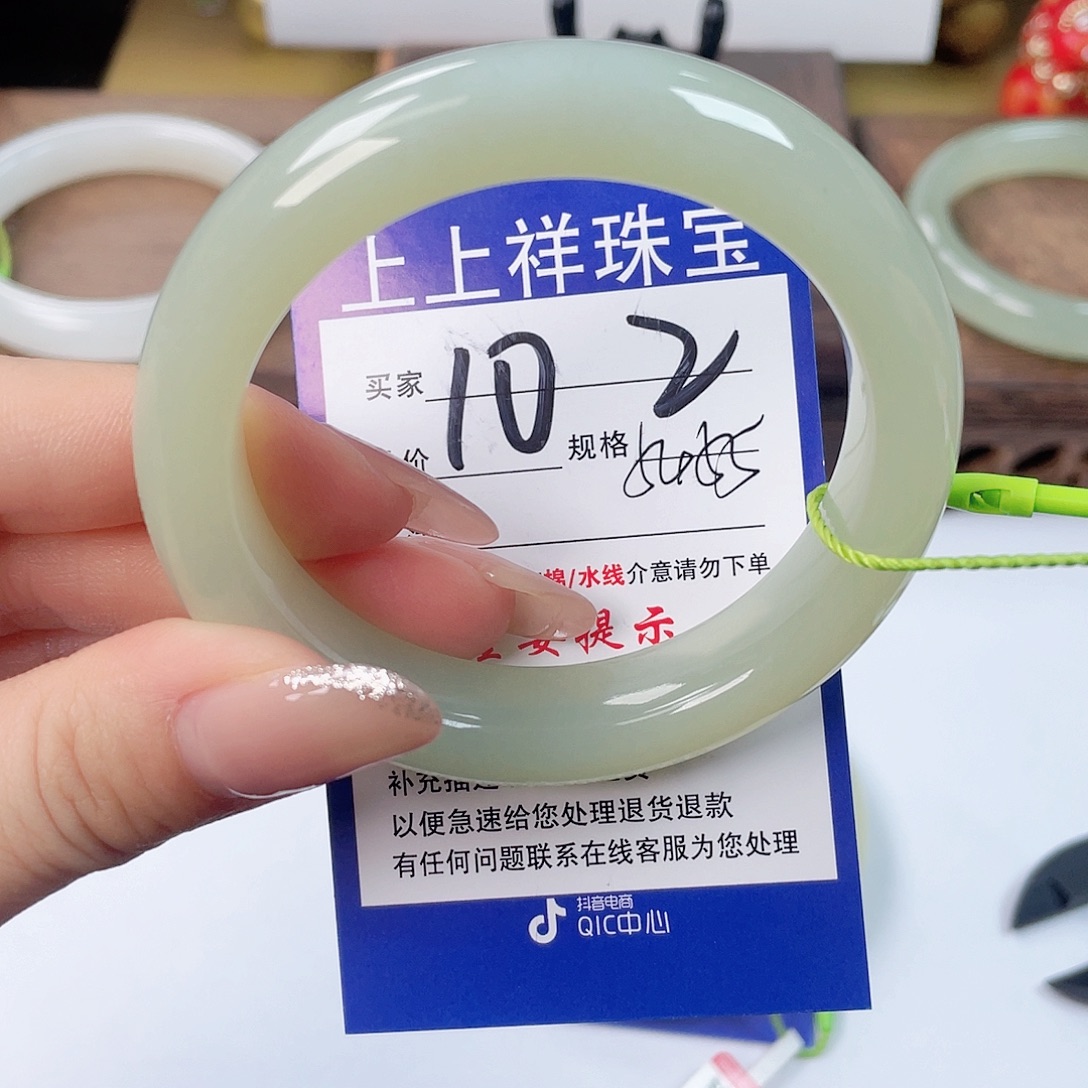 上上祥珠宝
买家 10 2
价 规格
棉/水线介意请勿下单
提示
补充
以便急速给您处理退货退款
有任何问题联系在线客服为您处理
抖音电商
QIC中心